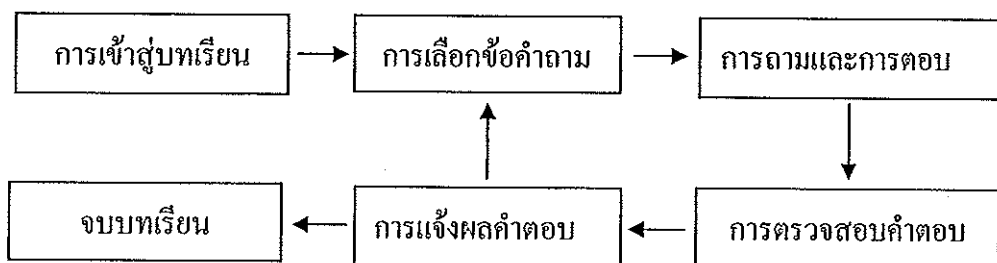 การเข้าสู่บทเรียน
การเลือกข้อคำถาม
การถามและการตอบ
จบบทเรียน
การแจ้งผลคำตอบ
การตรวจสอบคำตอบ